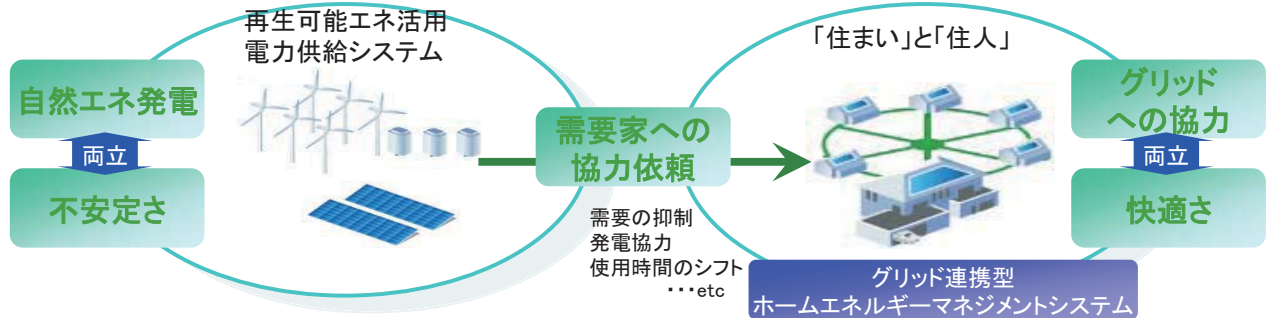 再生可能エネ活用
電力供給システム
自然エネ発電
両立
不安定さ
需要家への
協力依頼
需要の抑制
発電協力
使用時間のシフト
・・・etc
「住まい」と「住人」
グリッド
への協力
両立
快適さ
グリッド連携型
ホームエネルギーマネジメントシステム